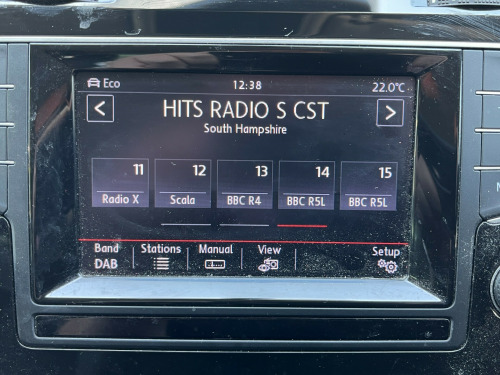 Eco 12:38 22.0°C
HITS RADIO S CST
South Hampshire
11 12 13 14 15
Radio X Scala BBC R4 BBC R5L BBC R5L
Band Stations Manual View Setup
DAB